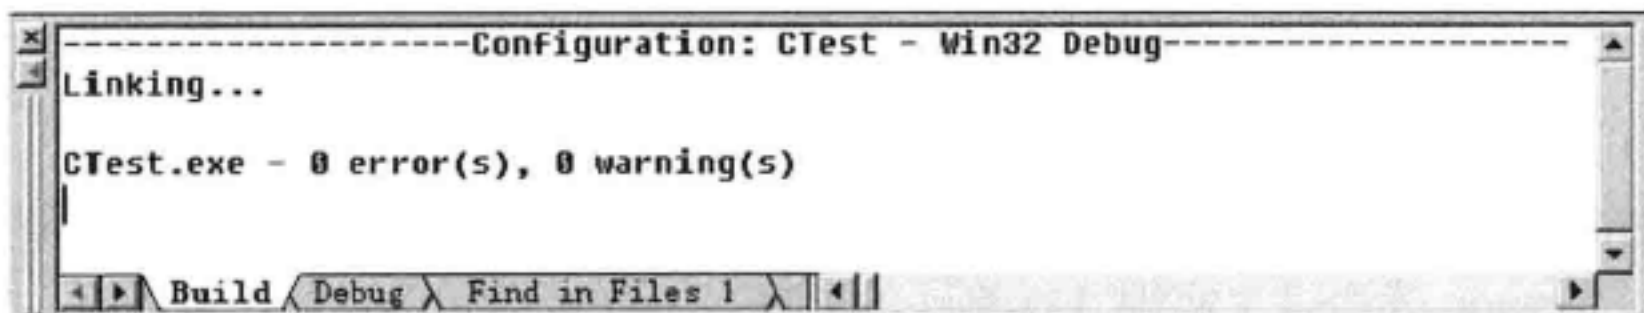 --------------------Configuration: CTest - Win32 Debug--------------------
Linking...
CTest.exe - 0 error(s), 0 warning(s)
Build Debug Find in Files 1